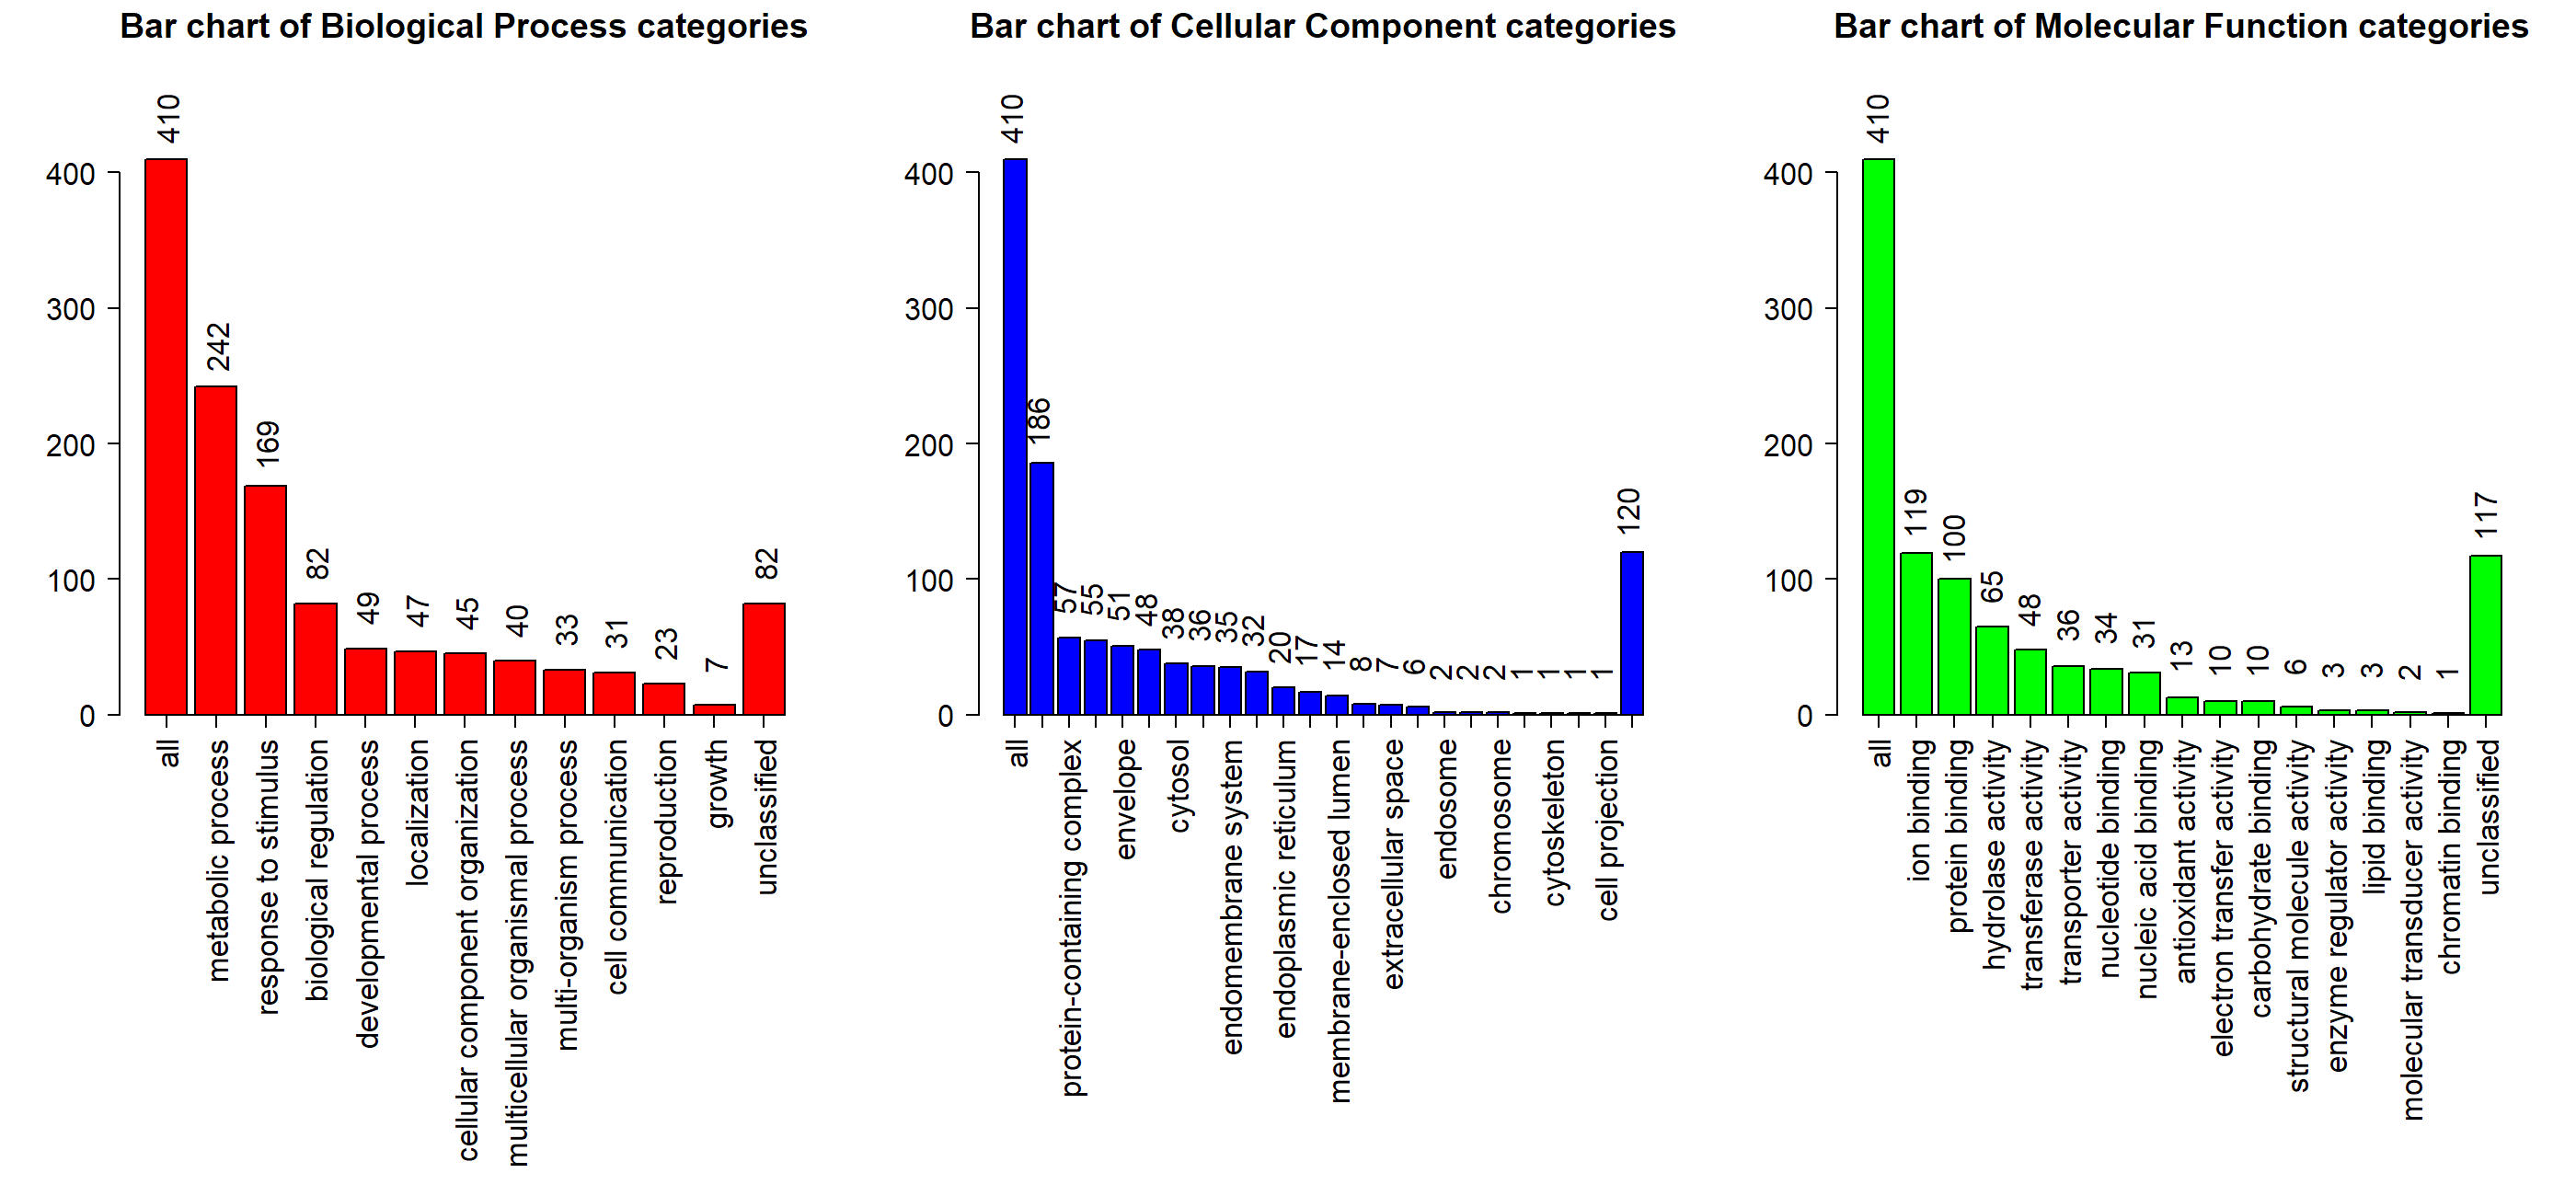 Bar chart of Biological Process categories
410
242
169
82
49
47
45
40
33
31
23
7
82
400
300
200
100
0
all
metabolic process
response to stimulus
biological regulation
developmental process
localization
cellular component organization
multicellular organismal process
multi-organism process
cell communication
reproduction
growth
unclassified
Bar chart of Cellular Component categories
410
186
57
55
51
48
38
36
35
32
20
17
14
8
7
6
2
2
2
1
1
1
1
120
400
300
200
100
0
all
protein-containing complex
envelope
cytosol
endomembrane system
endoplasmic reticulum
membrane-enclosed lumen
extracellular space
endosome
chromosome
cytoskeleton
cell projection
Bar chart of Molecular Function categories
410
119
100
65
48
36
34
31
13
10
10
6
3
3
2
1
117
400
300
200
100
0
all
ion binding
protein binding
hydrolase activity
transferase activity
transporter activity
nucleotide binding
nucleic acid binding
antioxidant activity
electron transfer activity
carbohydrate binding
structural molecule activity
enzyme regulator activity
lipid binding
molecular transducer activity
chromatin binding
unclassified